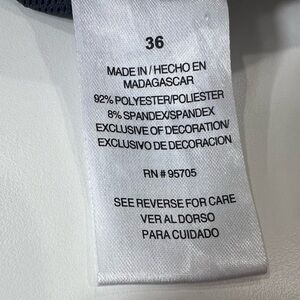 36
MADE IN / HECHO EN
MADAGASCAR
92% POLYESTER/POLIESTER
8% SPANDEX/SPANDEX
EXCLUSIVE OF DECORATION/
EXCLUSIVO DE DECORACION
RN # 95705
SEE REVERSE FOR CARE
VER AL DORSO
PARA CUIDADO